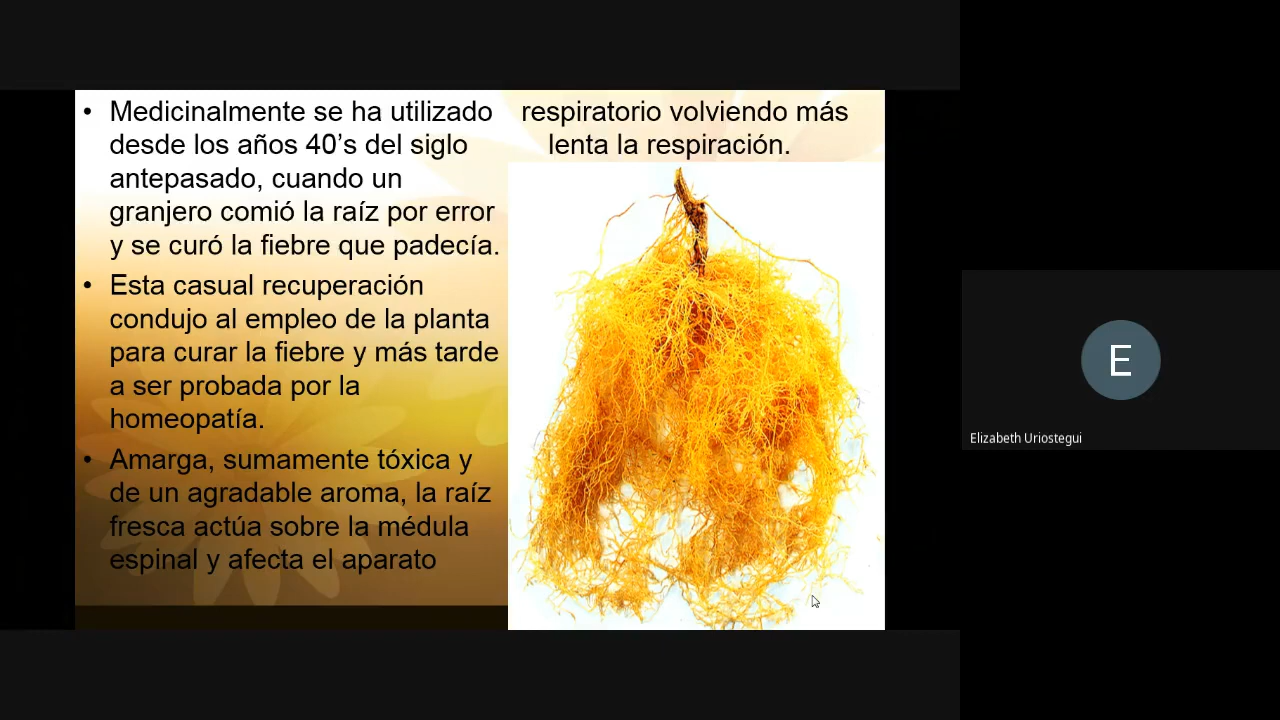 • Medicinalmente se ha utilizado
desde los años 40’s del siglo
antepasado, cuando un
granjero comió la raíz por error
y se curó la fiebre que padecía.
• Esta casual recuperación
condujo al empleo de la planta
para curar la fiebre y más tarde
a ser probada por la
homeopatía.
• Amarga, sumamente tóxica y
de un agradable aroma, la raíz
fresca actúa sobre la médula
espinal y afecta el aparato
respiratorio volviendo más
lenta la respiración.
E
Elizabeth Uriostegui